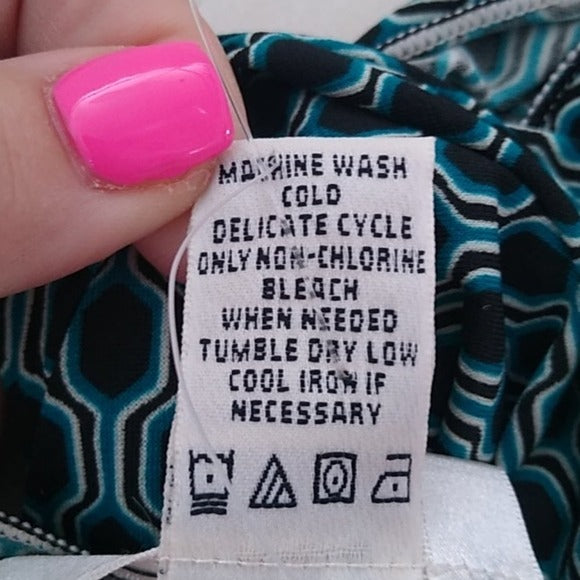 MACHINE WASH
COLD
DELICATE CYCLE
ONLY NON-CHLORINE
BLEACH
WHEN NEEDED
TUMBLE DRY LOW
COOL IRON IF
NECESSARY